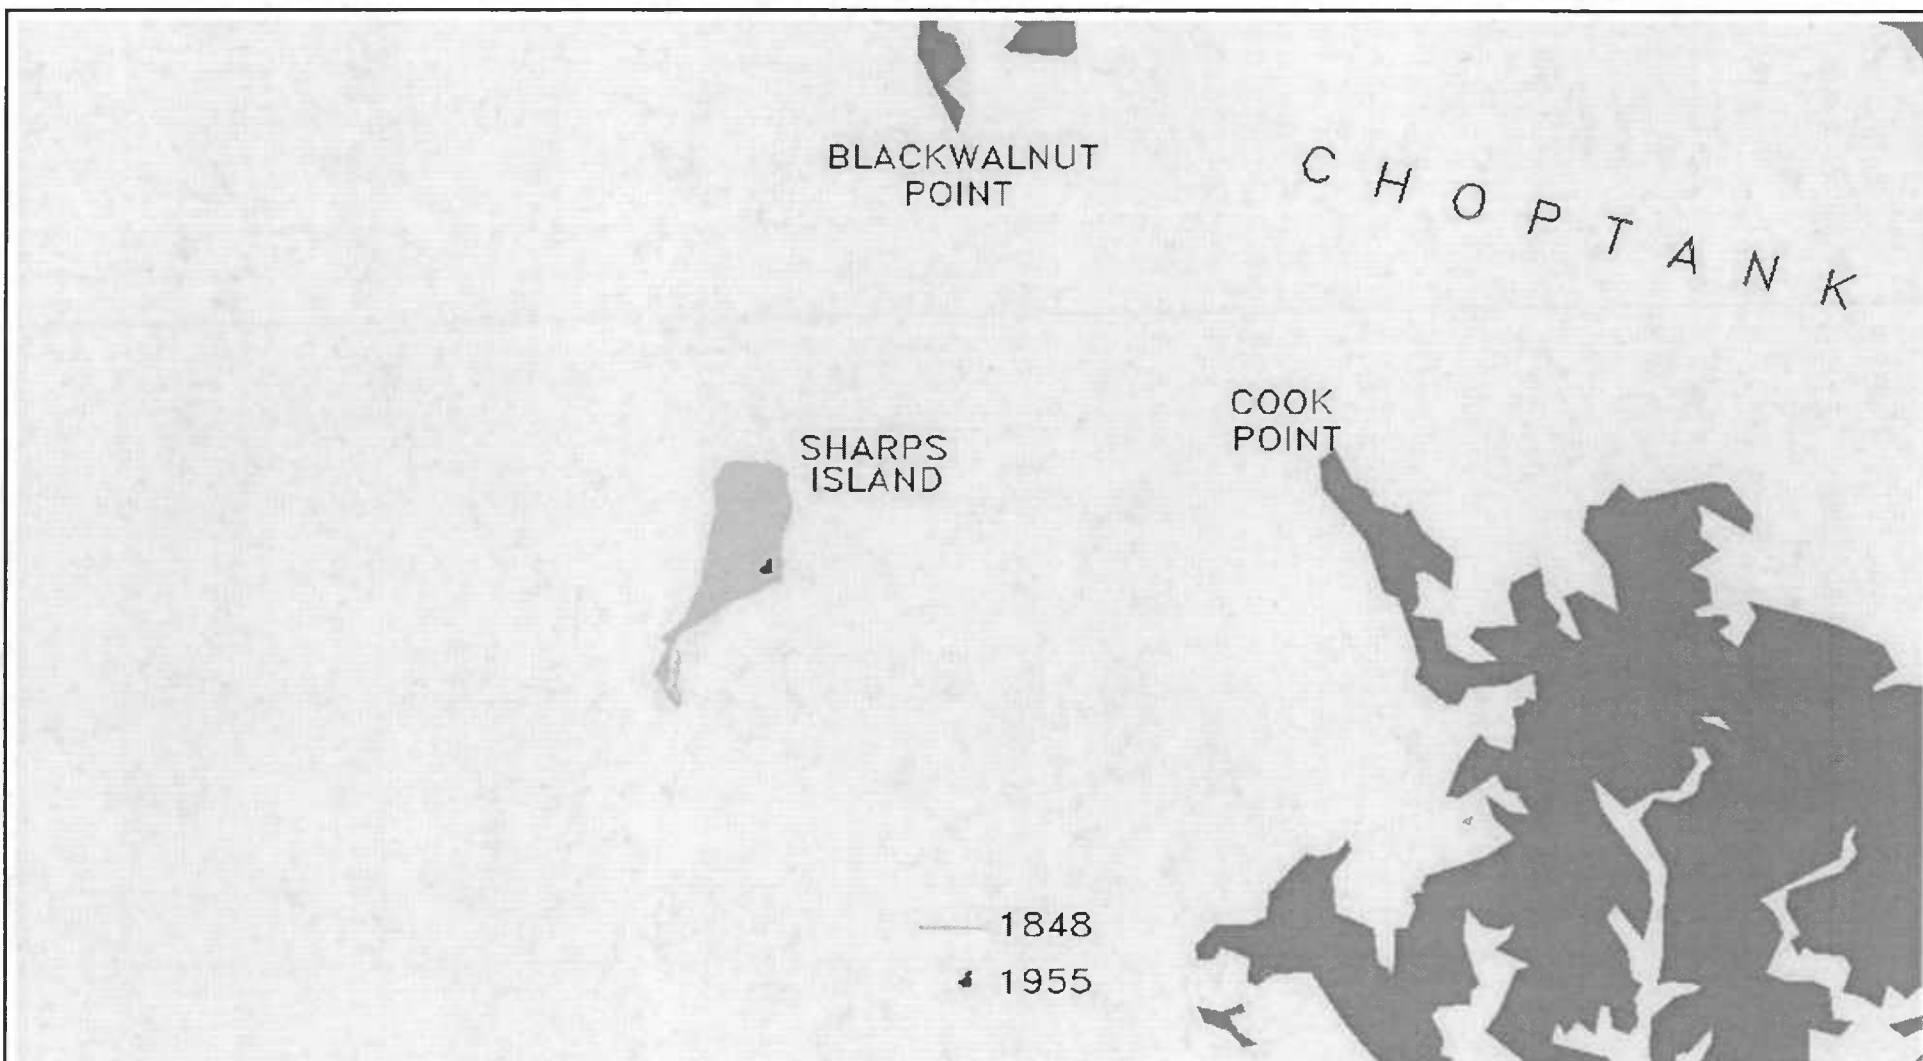 BLACKWALNUT
POINT
CHOPTANK
COOK
POINT
SHARPS
ISLAND
1848
1955